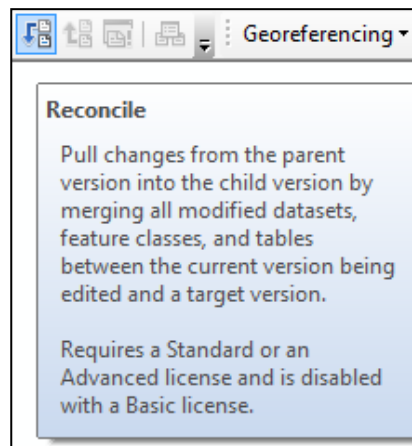 Georeferencing
Reconcile
Pull changes from the parent
version into the child version by
merging all modified datasets,
feature classes, and tables
between the current version being
edited and a target version.
Requires a Standard or an
Advanced license and is disabled
with a Basic license.